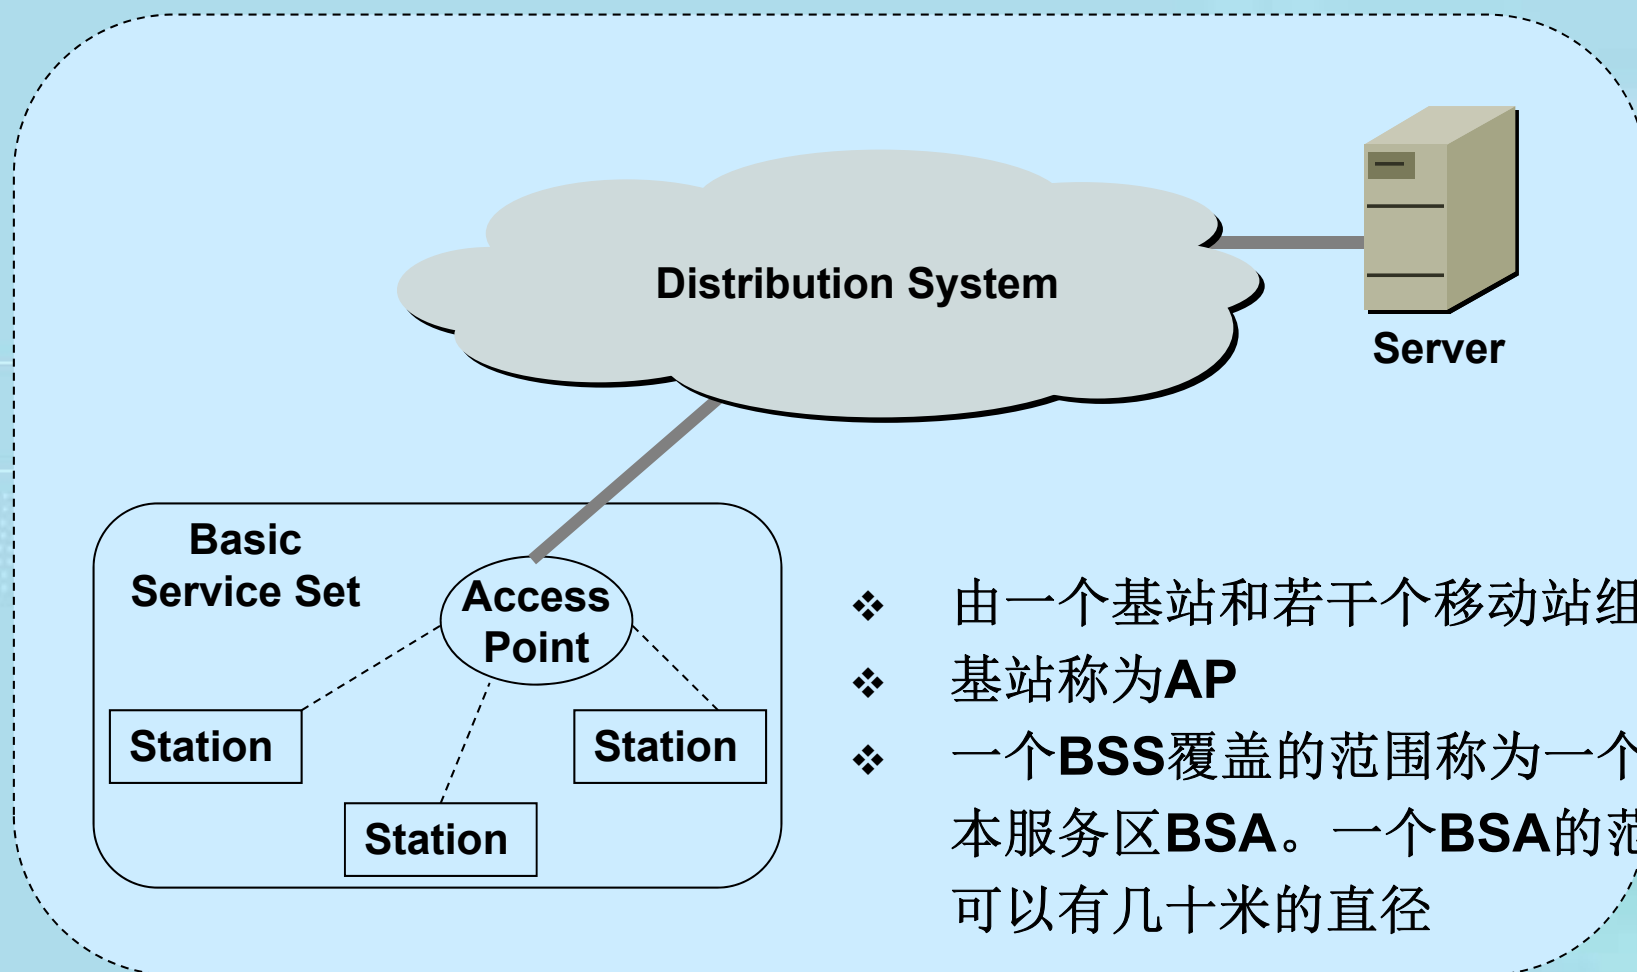 Distribution System
Server
Basic
Service Set
Access
Point
Station
Station
Station
❖ 由一个基站和若干个移动站组
❖ 基站称为AP
❖ 一个BSS覆盖的范围称为一个
本服务区BSA。一个BSA的范
可以有几十米的直径